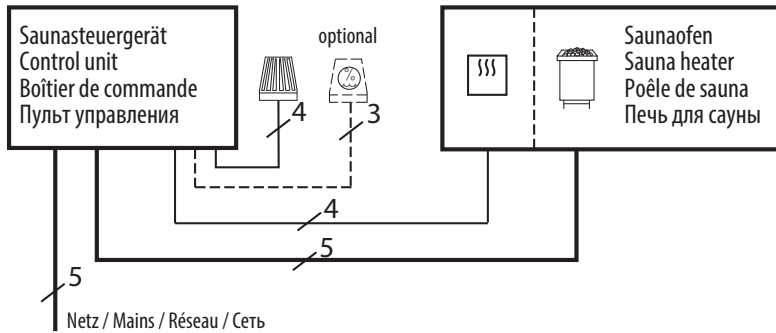 Saunasteuergerät
Control unit
Boîtier de commande
Пульт управления
optional
Saunaofen
Sauna heater
Poêle de sauna
Печь для сауны
4
3
4
5
5
Netz / Mains / Réseau / Сеть